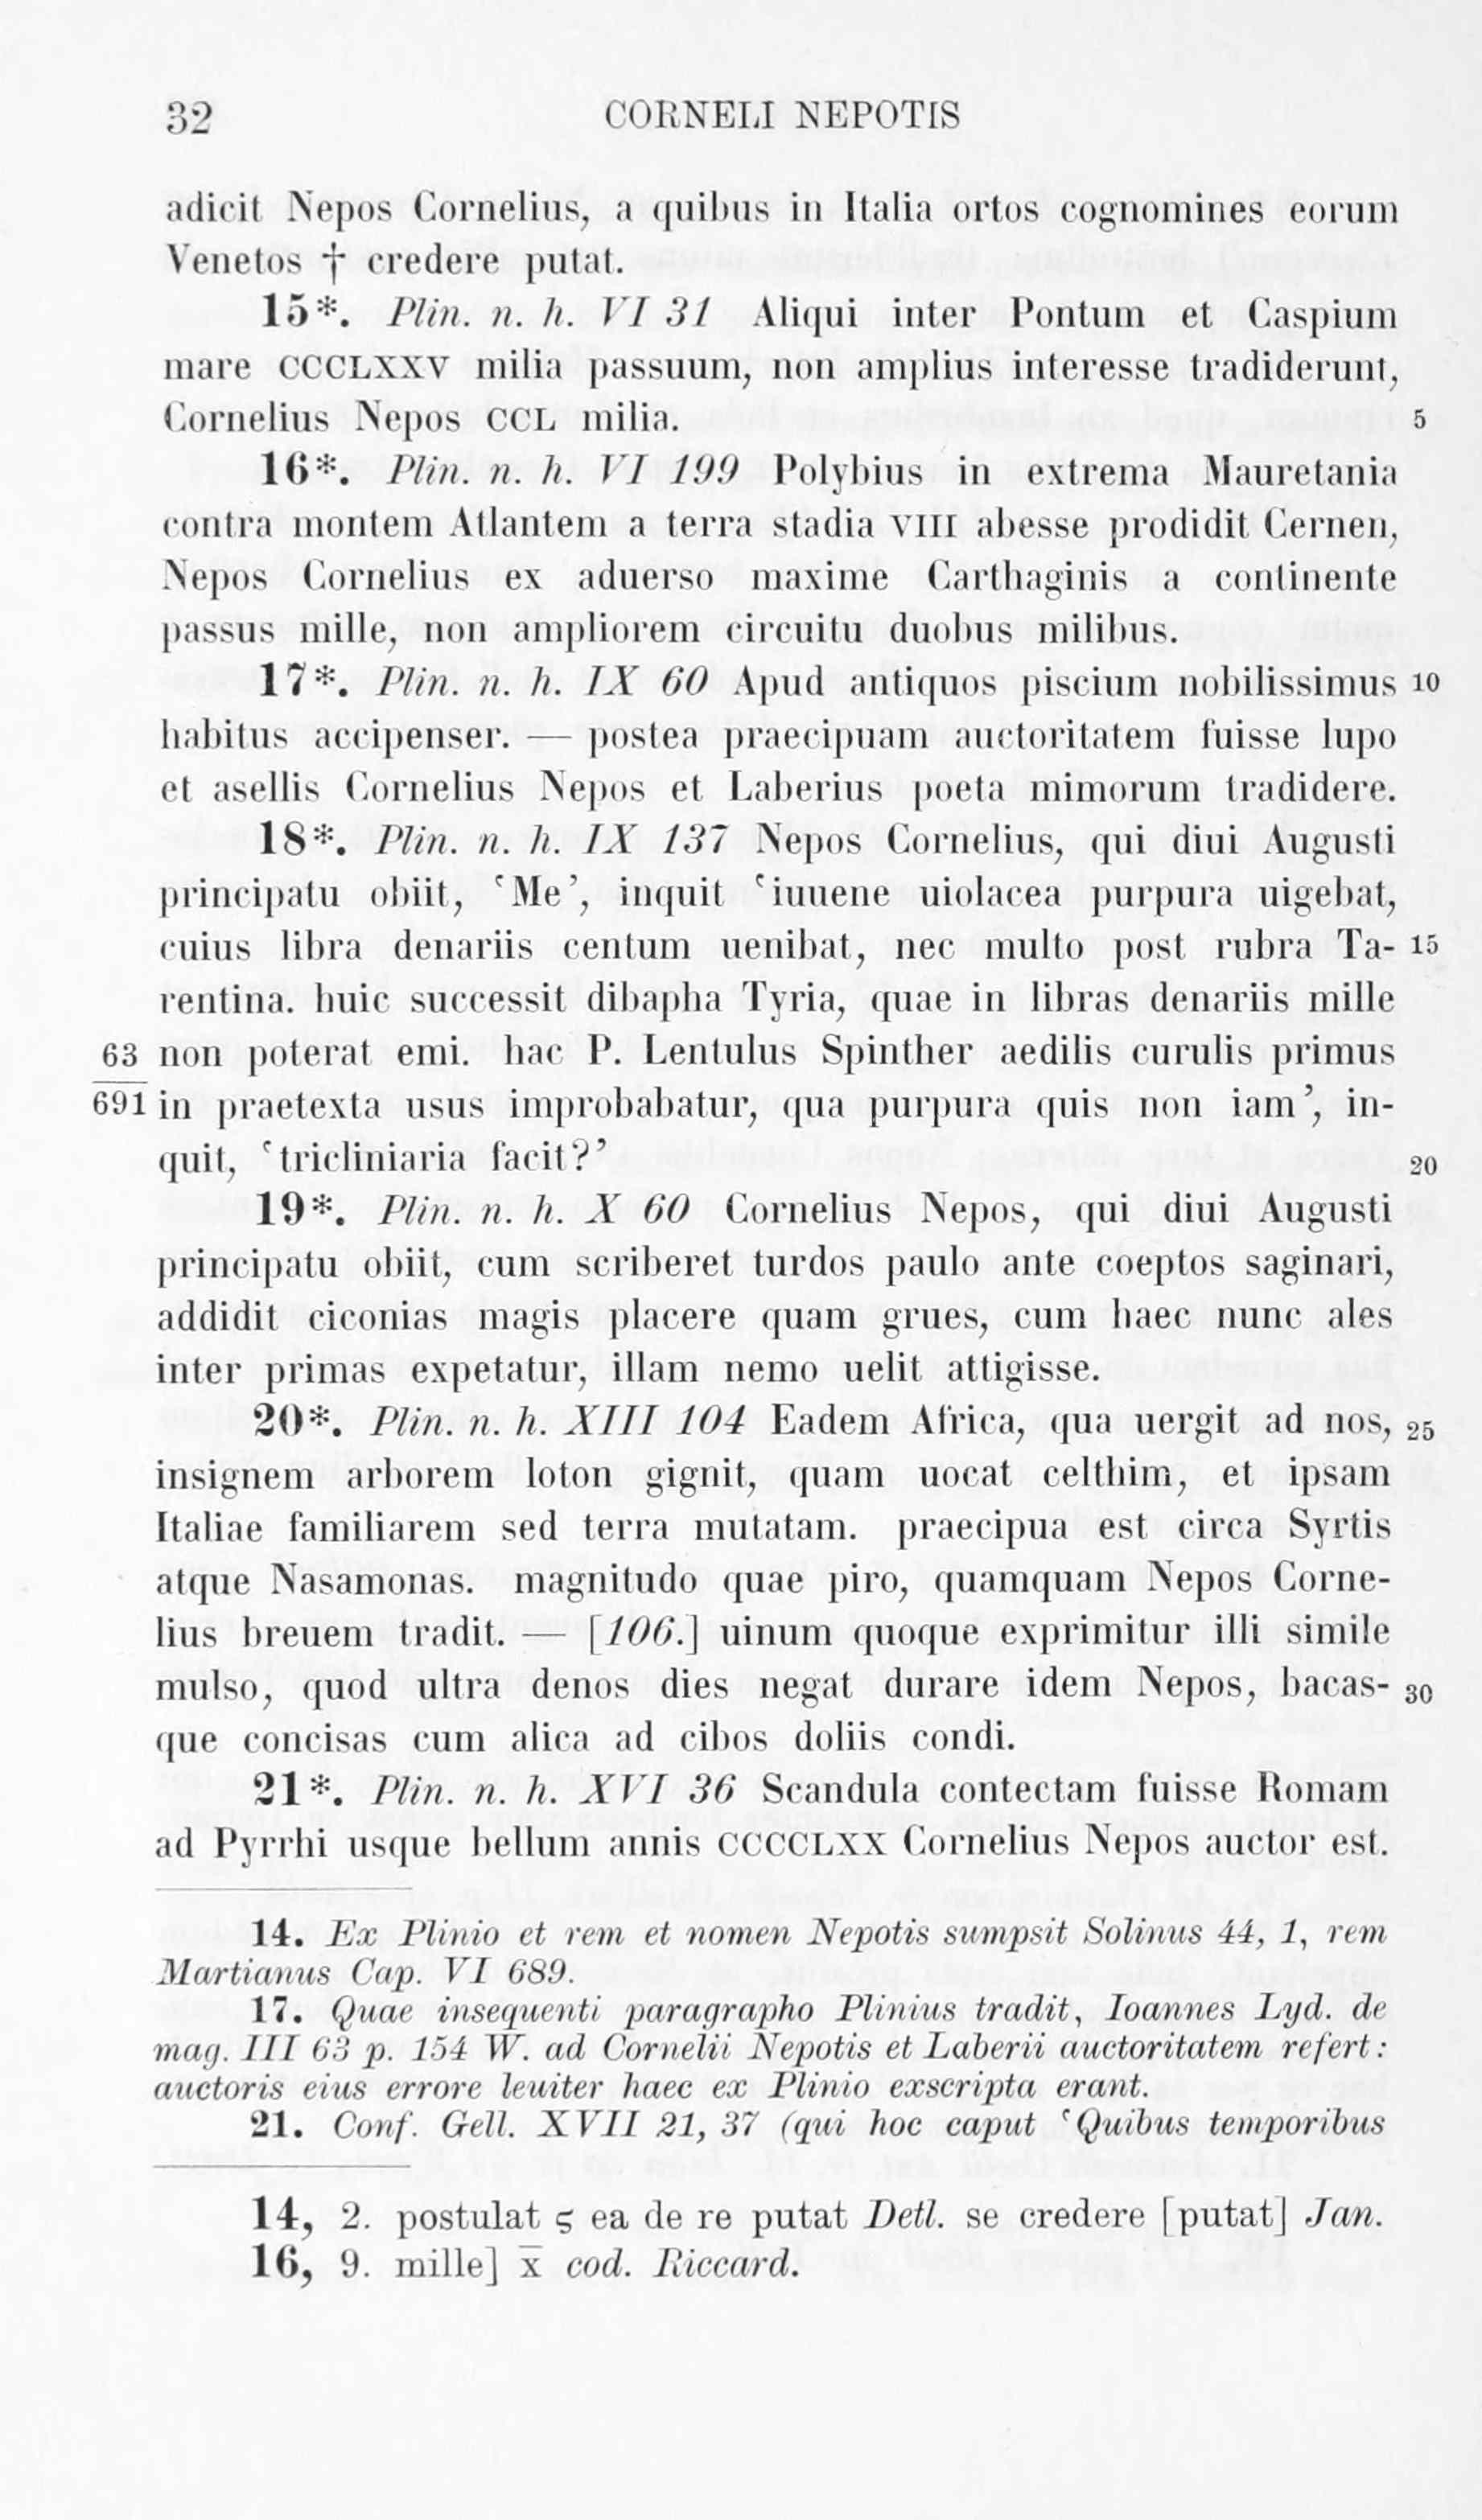 32 CORNELI NEPOTIS
adicit Nepos Cornelius, a quibus in Italia ortos cognomines eorum
Venetos † credere putat.
15*. Plin. n. h. VI 31 Aliqui inter Pontum et Caspium
mare CCCLXXV milia passuum, non amplius interesse tradiderunt,
Cornelius Nepos CCL milia. 5
16*. Plin. n. h. VI 199 Polybius in extrema Mauretania
contra montem Atlantem a terra stadia VIII abesse prodidit Cernen,
Nepos Cornelius ex aduerso maxime Carthaginis a continente
passus mille, non ampliorem circuitu duobus milibus.
17*. Plin. n. h. IX 60 Apud antiquos piscium nobilissimus 10
habitus accipenser. — postea praecipuam auctoritatem fuisse lupo
et asellis Cornelius Nepos et Laberius poeta mimorum tradidere.
18*. Plin. n. h. IX 137 Nepos Cornelius, qui diui Augusti
principatu obiit, ‘Me’, inquit ‘iuuene uiolacea purpura uigebat,
cuius libra denariis centum uenibat, nec multo post rubra Ta- 15
rentina. huic successit dibapha Tyria, quae in libras denariis mille
63 non poterat emi. hac P. Lentulus Spinther aedilis curulis primus
691 in praetexta usus improbabatur, qua purpura quis non iam’, in-
quit, ‘tricliniaria facit?’ 20
19*. Plin. n. h. X 60 Cornelius Nepos, qui diui Augusti
principatu obiit, cum scriberet turdos paulo ante coeptos saginari,
addidit ciconias magis placere quam grues, cum haec nunc ales
inter primas expetatur, illam nemo uelit attigisse.
20*. Plin. n. h. XIII 104 Eadem Africa, qua uergit ad nos, 25
insignem arborem loton gignit, quam uocat celthim, et ipsam
Italiae familiarem sed terra mutatam. praecipua est circa Syrtis
atque Nasamonas. magnitudo quae piro, quamquam Nepos Corne-
lius breuem tradit. — [106.] uinum quoque exprimitur illi simile
mulso, quod ultra denos dies negat durare idem Nepos, bacas- 30
que concisas cum alica ad cibos doliis condi.
21*. Plin. n. h. XVI 36 Scandula contectam fuisse Romam
ad Pyrrhi usque bellum annis CCCCLXX Cornelius Nepos auctor est.
14. Ex Plinio et rem et nomen Nepotis sumpsit Solinus 44, 1, rem
Martianus Cap. VI 689.
17. Quae insequenti paragrapho Plinius tradit, Ioannes Lyd. de
mag. III 63 p. 154 W. ad Cornelii Nepotis et Laberii auctoritatem refert:
auctoris eius errore leuiter haec ex Plinio exscripta erant.
21. Conf. Gell. XVII 21, 37 (qui hoc caput ‘Quibus temporibus
14, 2. postulat ς ea de re putat Detl. se credere [putat] Jan.
16, 9. mille] x̅ cod. Riccard.